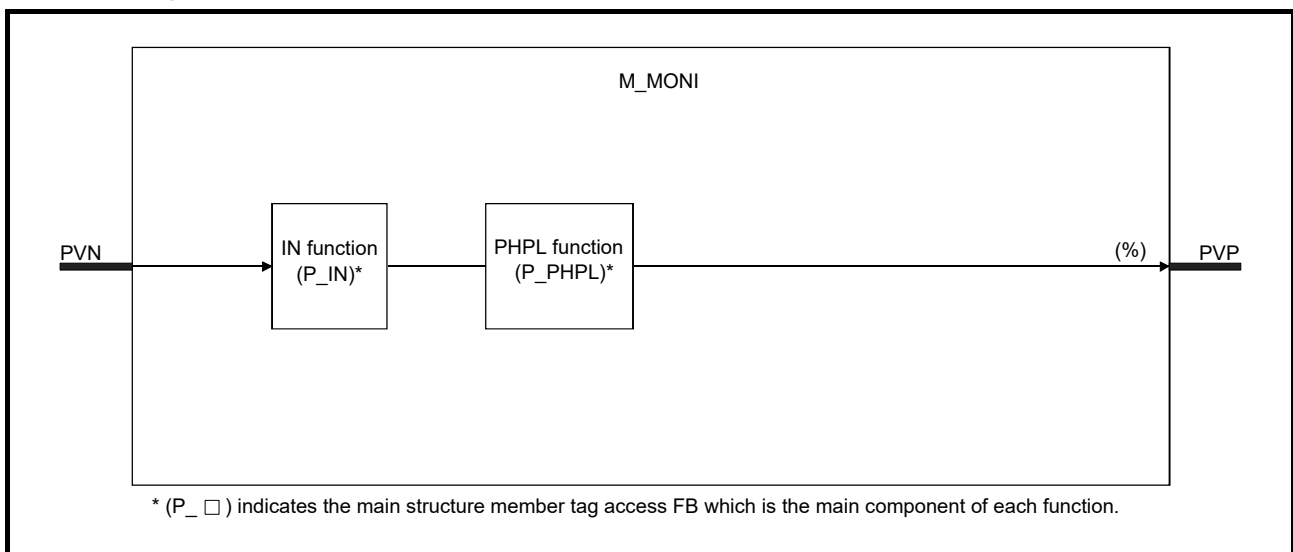 M_MONI
PVN
IN function
(P_IN)*
PHPL function
(P_PHPL)*
(%)
PVP
* (P_ □ ) indicates the main structure member tag access FB which is the main component of each function.